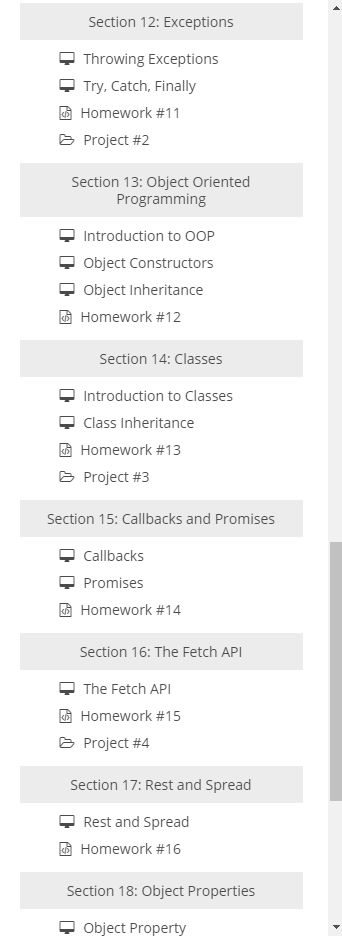 Section 12: Exceptions
Throwing Exceptions
Try, Catch, Finally
Homework #11
Project #2
Section 13: Object Oriented
Programming
Introduction to OOP
Object Constructors
Object Inheritance
Homework #12
Section 14: Classes
Introduction to Classes
Class Inheritance
Homework #13
Project #3
Section 15: Callbacks and Promises
Callbacks
Promises
Homework #14
Section 16: The Fetch API
The Fetch API
Homework #15
Project #4
Section 17: Rest and Spread
Rest and Spread
Homework #16
Section 18: Object Properties
Object Property